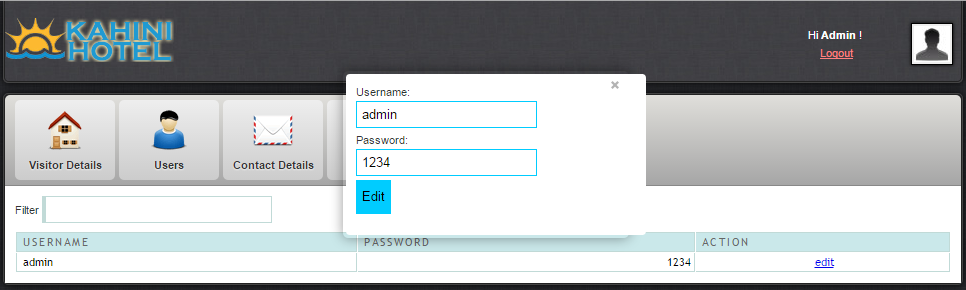 KAHINI
HOTEL
Hi Admin !
Logout
×
Username:
admin
Password:
1234
Edit
Visitor Details
Users
Contact Details
Filter
USERNAME PASSWORD ACTION
admin 1234 edit